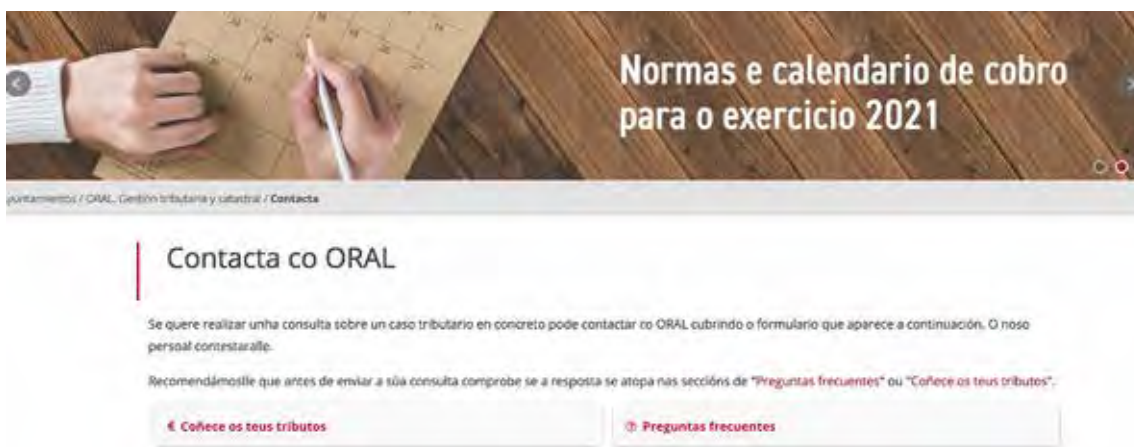 Normas e calendario de cobro
para o exercicio 2021
/ ORAL. Gestión tributaria y catastral / Contacta
Contacta co ORAL
Se quere realizar unha consulta sobre un caso tributario en concreto pode contactar co ORAL cubrindo o formulario que aparece a continuación. O noso
persoal contestaralle.
Recomendámoslle que antes de enviar a súa consulta comprobe se a resposta se atopa nas seccións de "Preguntas frecuentes" ou "Coñece os teus tributos".
€ Coñece os teus tributos
Preguntas frecuentes